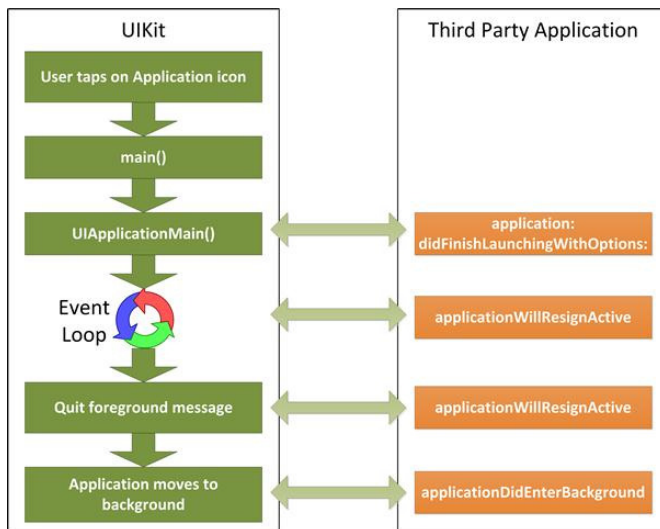 UIKit
User taps on Application icon
main()
UIApplicationMain()
Event
Loop
Quit foreground message
Application moves to
background
Third Party Application
application:
didFinishLaunchingWithOptions:
applicationWillResignActive
applicationWillResignActive
applicationDidEnterBackground